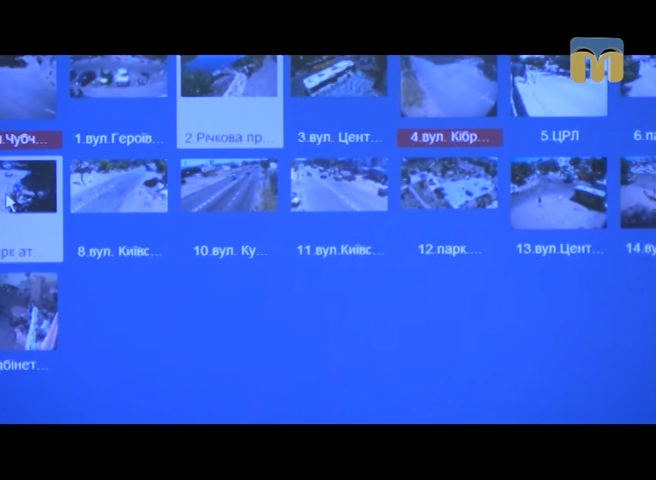 .Чубч...
1.вул.Героїв...
2.Річкова пр...
3.вул. Цент...
4.вул. Кібр...
5.ЦРЛ
6.па
рк ат...
8.вул. Київс...
10.вул. Ку...
11.вул.Київс...
12.парк....
13.вул.Цент...
14.ву
абінет...